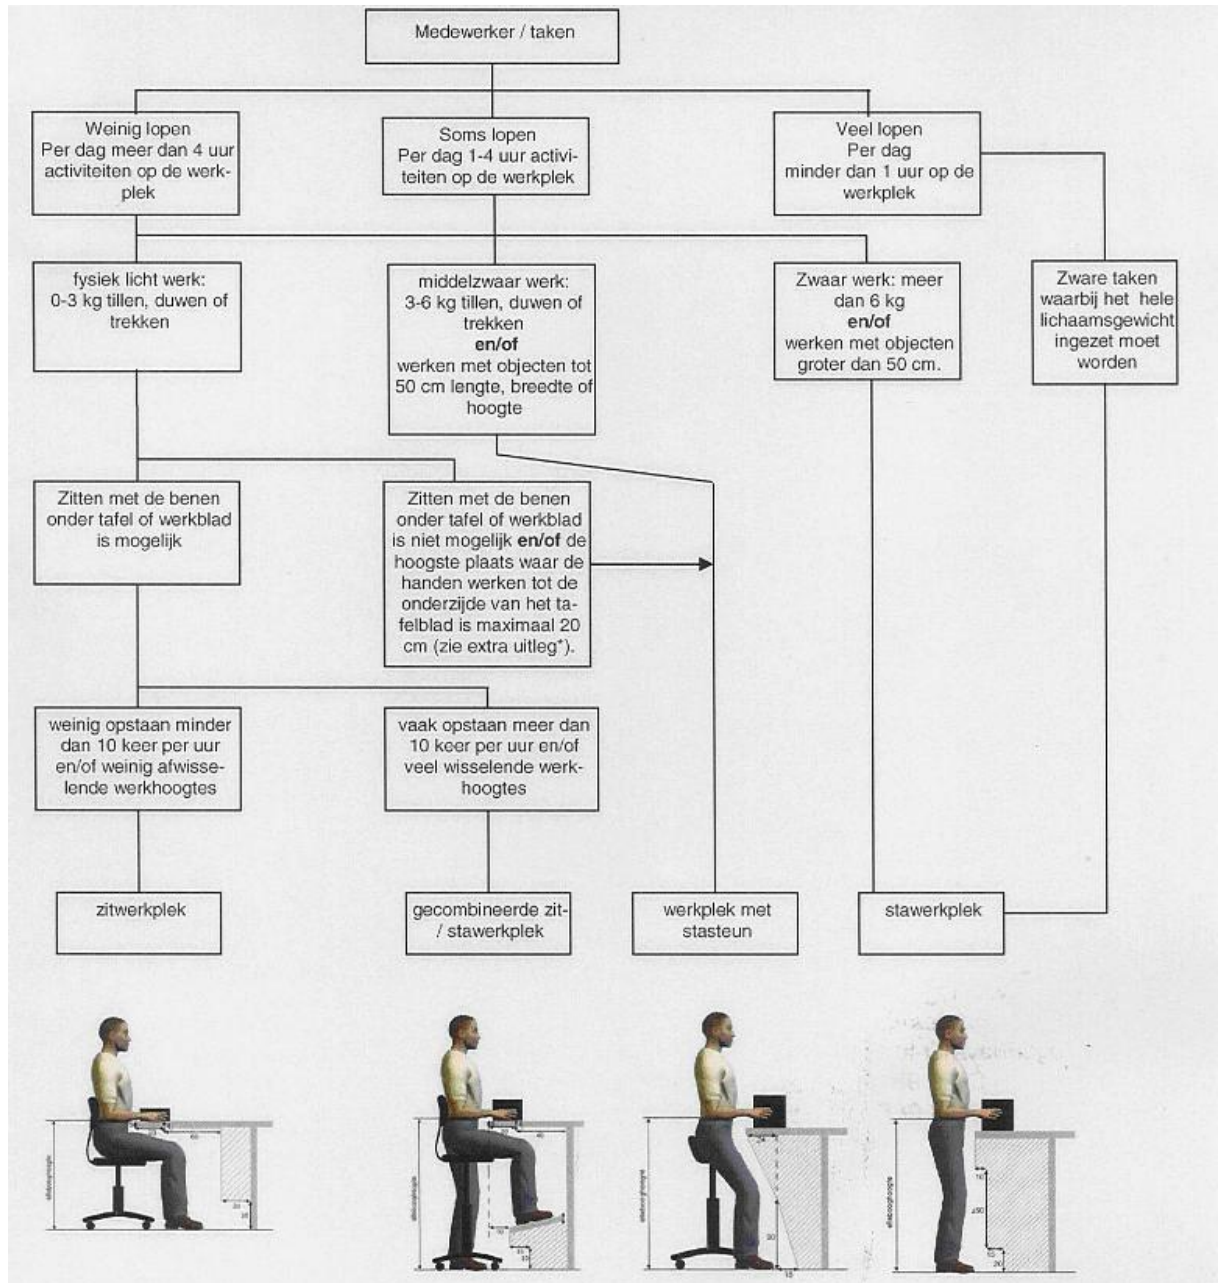 Medewerker / taken
Weinig lopen
Per dag meer dan 4 uur
activiteiten op de werk-
plek
Soms lopen
Per dag 1-4 uur activi-
teiten op de werkplek
Veel lopen
Per dag
minder dan 1 uur op de
werkplek
fysiek licht werk:
0-3 kg tillen, duwen of
trekken
middelzwaar werk:
3-6 kg tillen, duwen of
trekken
en/of
werken met objecten tot
50 cm lengte, breedte of
hoogte
Zwaar werk: meer
dan 6 kg
en/of
werken met objecten
groter dan 50 cm.
Zware taken
waarbij het hele
lichaamsgewicht
ingezet moet
worden
Zitten met de benen
onder tafel of werkblad
is mogelijk
Zitten met de benen
onder tafel of werkblad
is niet mogelijk en/of de
hoogste plaats waar de
handen werken tot de
onderzijde van het ta-
felblad is maximaal 20
cm (zie extra uitleg*).
weinig opstaan minder
dan 10 keer per uur
en/of weinig afwisse-
lende werkhoogtes
vaak opstaan meer dan
10 keer per uur en/of
veel wisselende werk-
hoogtes
zitwerkplek
gecombineerde zit-
/ stawerkplek
werkplek met
stasteun
stawerkplek
ellebooghoogte
ellebooghoogte
ellebooghoogte
ellebooghoogte